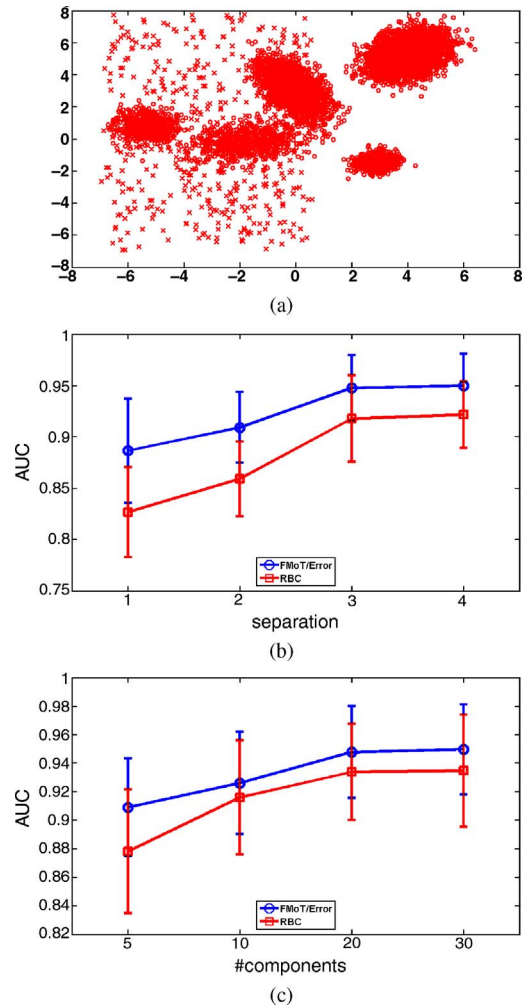 8
6
4
2
0
−2
−4
−6
−8
−8 −6 −4 −2 0 2 4 6 8
(a)
1
0.95
0.9
0.85
0.8
0.75
AUC
FMoT/Error
RBC
1 2 3 4
separation
(b)
1
0.98
0.96
0.94
0.92
0.9
0.88
0.86
0.84
0.82
AUC
FMoT/Error
RBC
5 10 20 30
#components
(c)